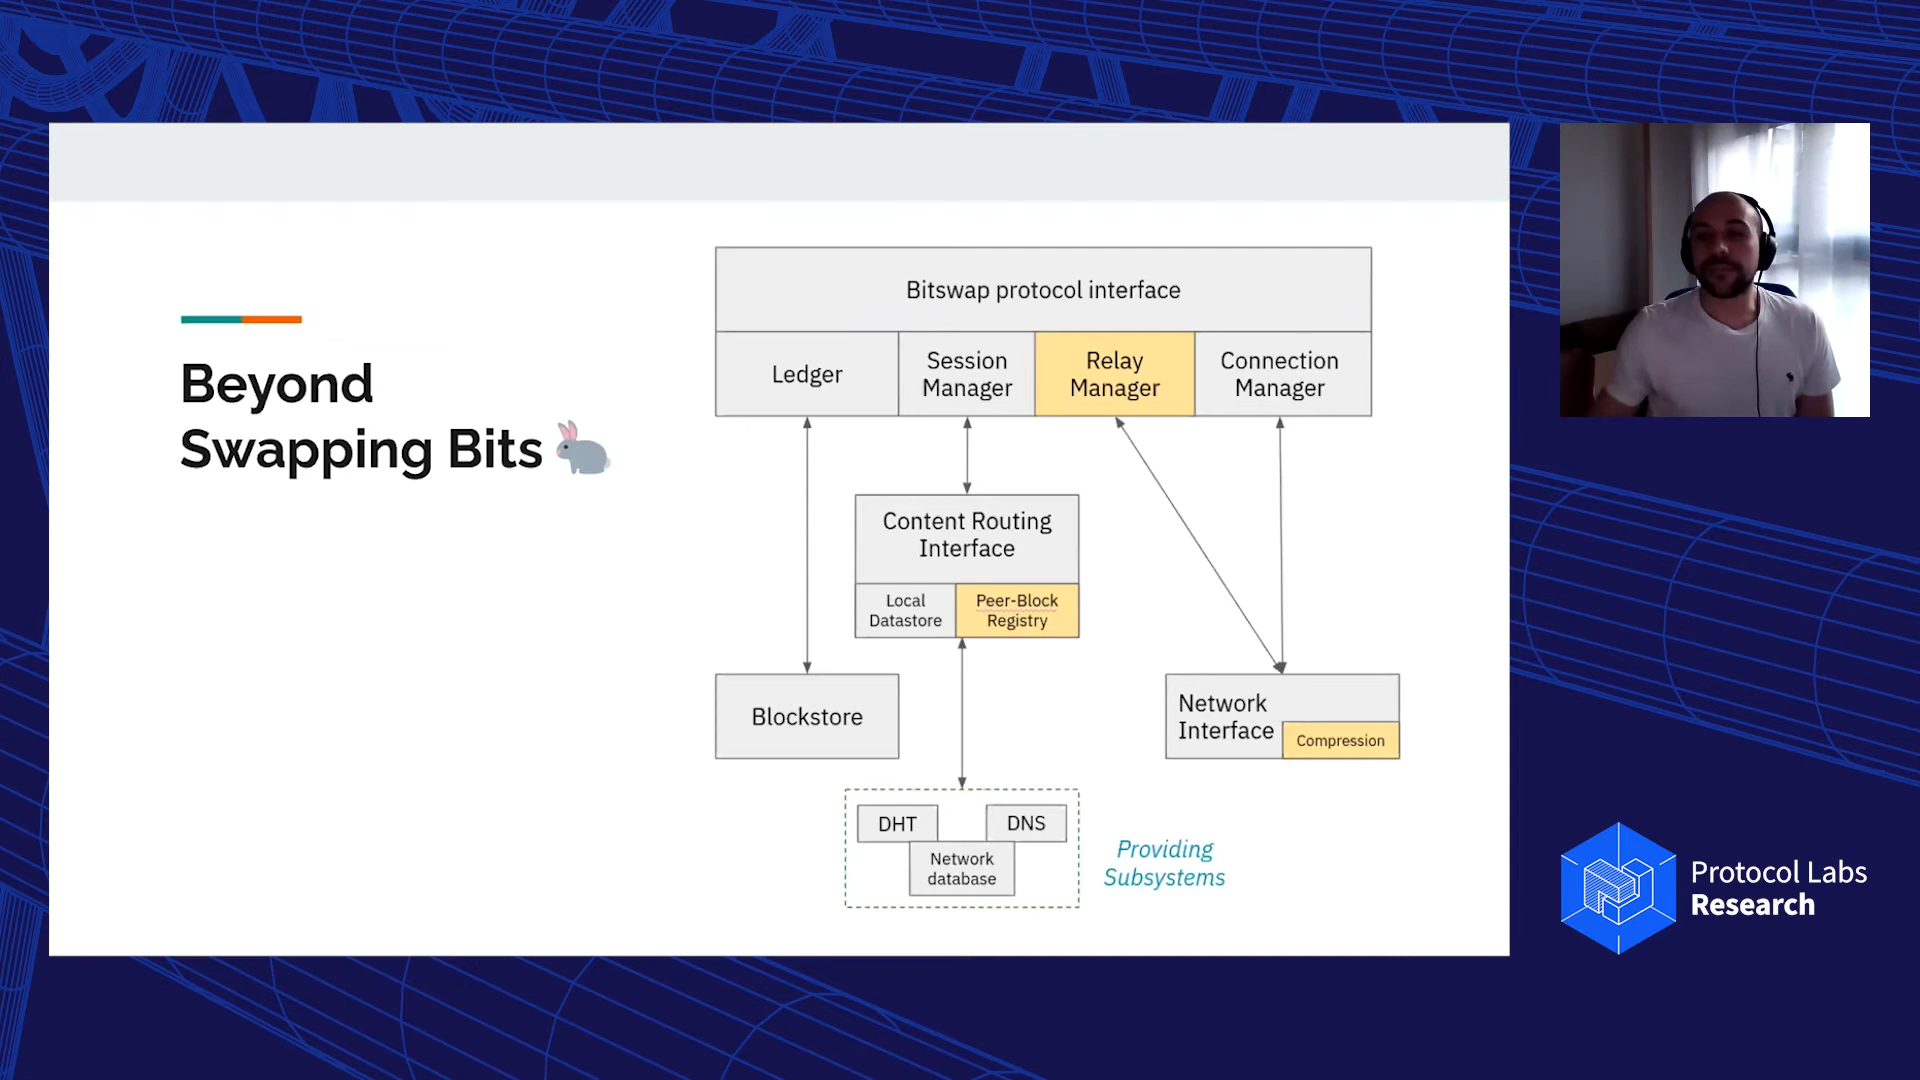 Beyond
Swapping Bits
Bitswap protocol interface
Ledger
Session
Manager
Relay
Manager
Connection
Manager
Content Routing
Interface
Local
Datastore
Peer-Block
Registry
Blockstore
Network
Interface
Compression
DHT
DNS
Network
database
Providing
Subsystems
Protocol Labs
Research